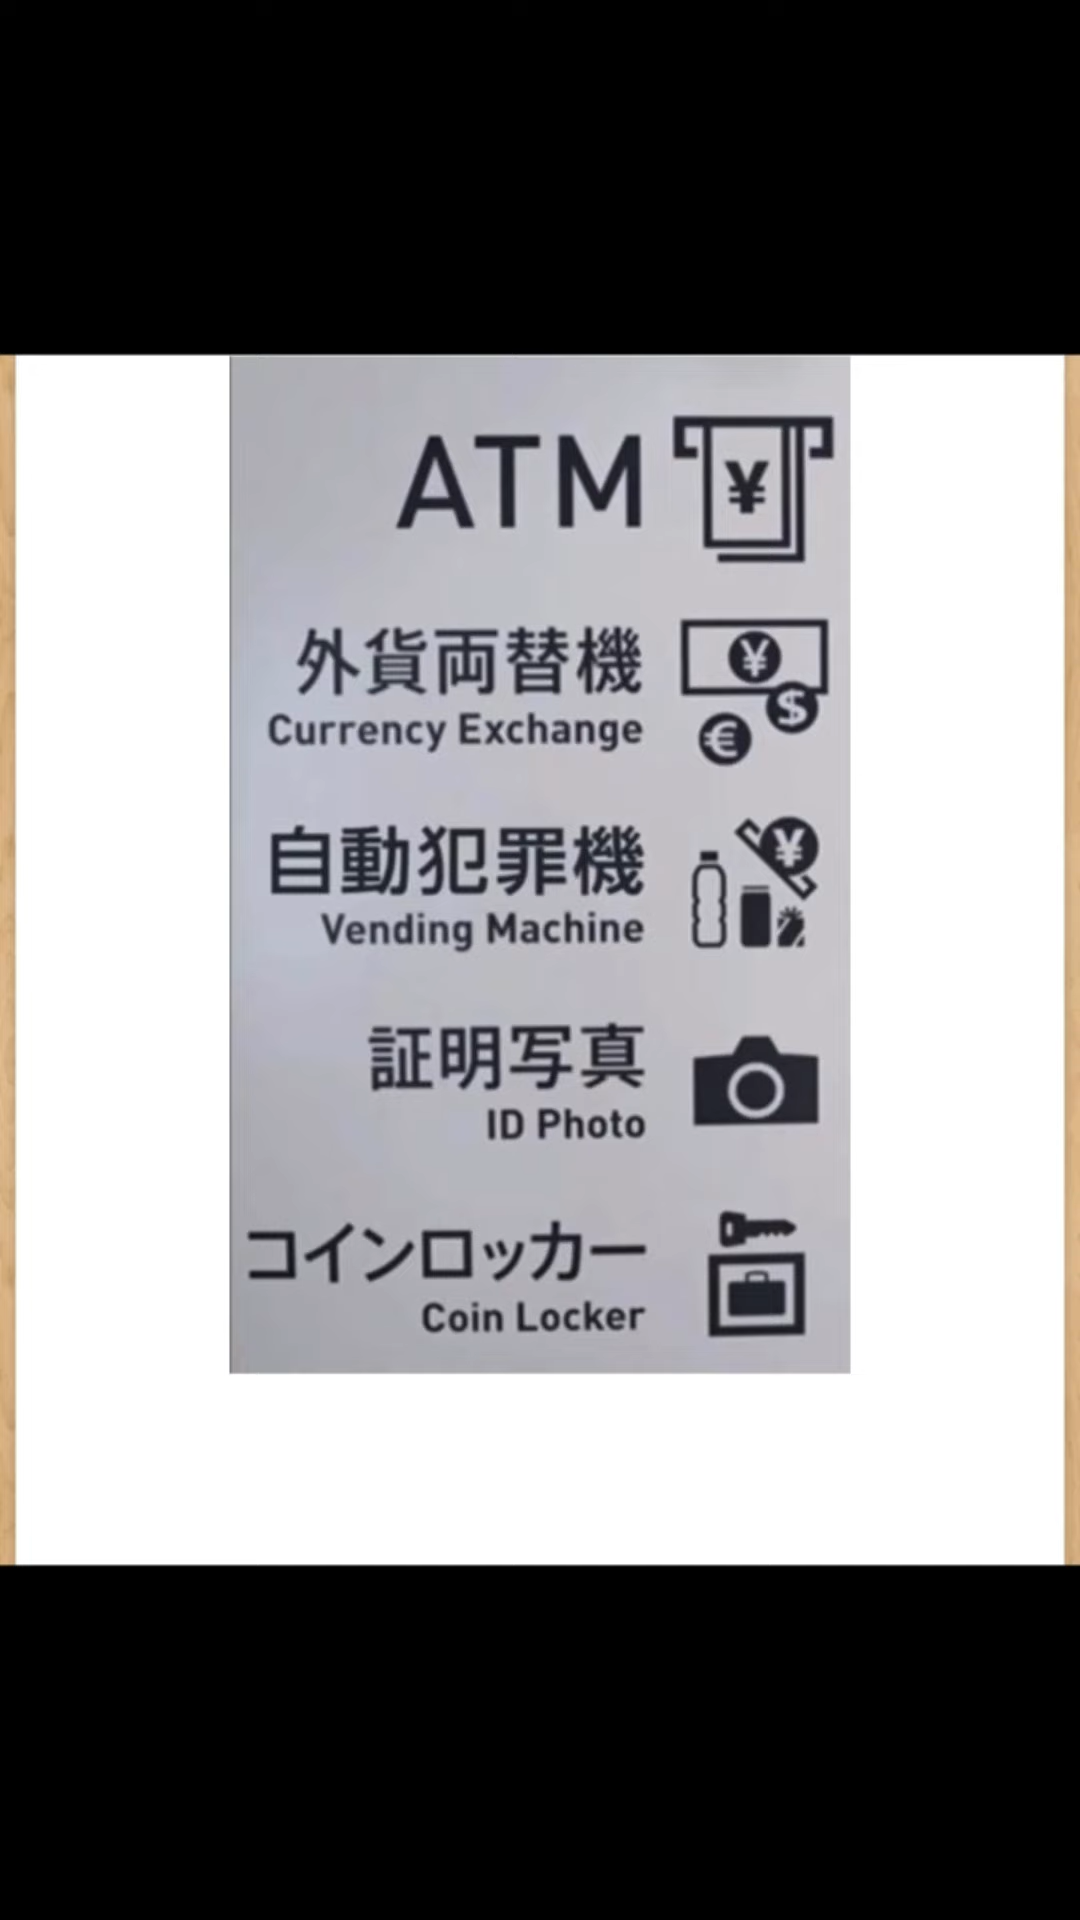 ATM
¥
外貨両替機
Currency Exchange
¥
$
€
自動犯罪機
Vending Machine
¥
証明写真
ID Photo
コインロッカー
Coin Locker